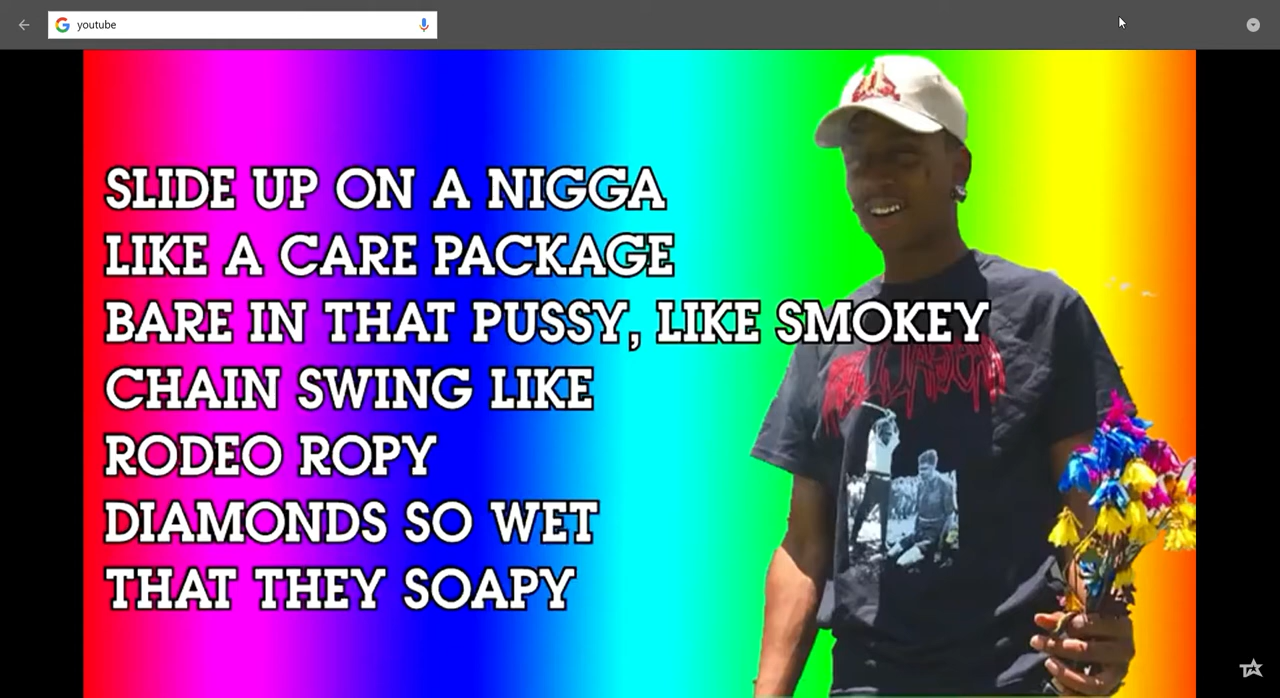 youtube
SLIDE UP ON A NIGGA
LIKE A CARE PACKAGE
BARE IN THAT PUSSY, LIKE SMOKEY
CHAIN SWING LIKE
RODEO ROPY
DIAMONDS SO WET
THAT THEY SOAPY